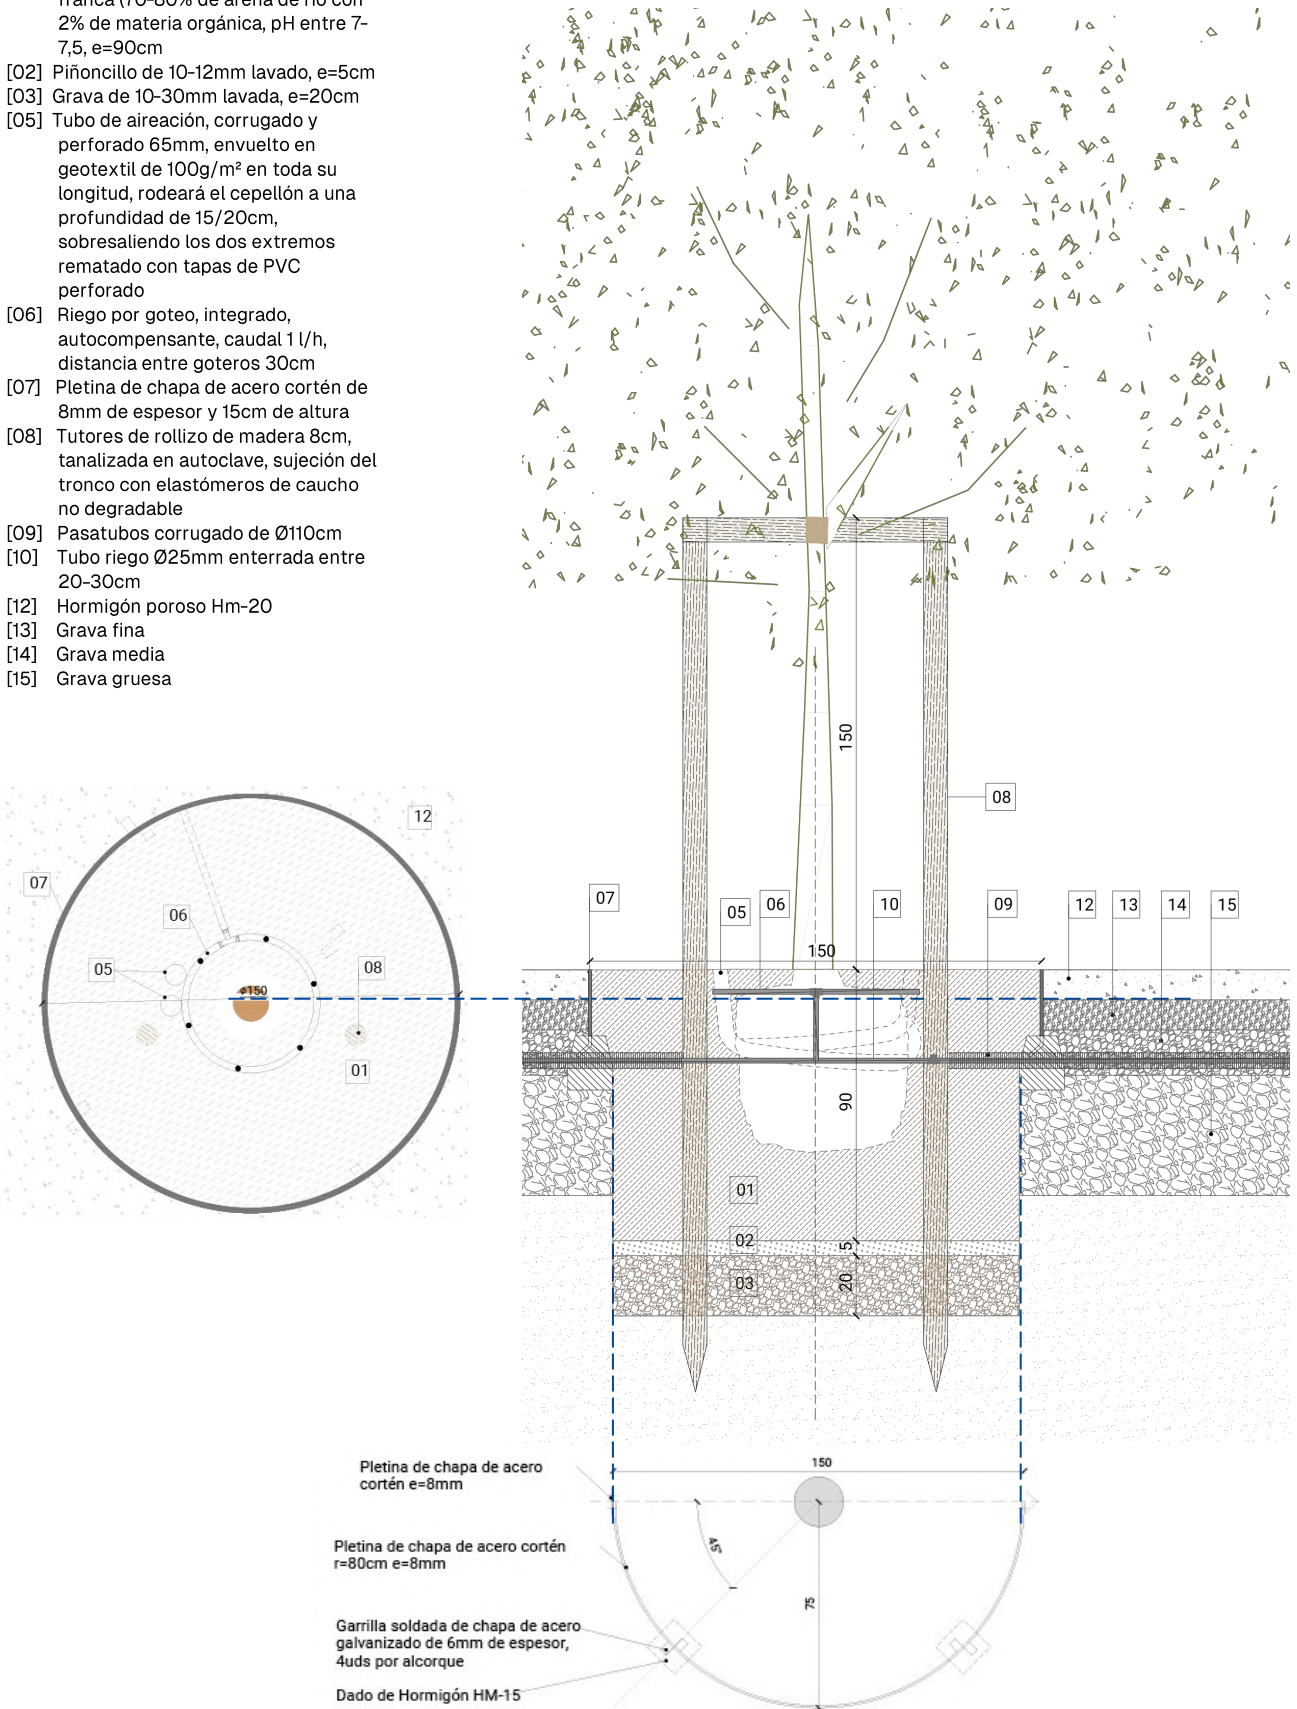 franca (70-80% de arena de río con
2% de materia orgánica, pH entre 7-
7,5, e=90cm
[02] Piñoncillo de 10-12mm lavado, e=5cm
[03] Grava de 10-30mm lavada, e=20cm
[05] Tubo de aireación, corrugado y
perforado 65mm, envuelto en
geotextil de 100g/m² en toda su
longitud, rodeará el cepellón a una
profundidad de 15/20cm,
sobresaliendo los dos extremos
rematado con tapas de PVC
perforado
[06] Riego por goteo, integrado,
autocompensante, caudal 1 l/h,
distancia entre goteros 30cm
[07] Pletina de chapa de acero cortén de
8mm de espesor y 15cm de altura
[08] Tutores de rollizo de madera 8cm,
tanalizada en autoclave, sujeción del
tronco con elastómeros de caucho
no degradable
[09] Pasatubos corrugado de Ø110cm
[10] Tubo riego Ø25mm enterrada entre
20-30cm
[12] Hormigón poroso Hm-20
[13] Grava fina
[14] Grava media
[15] Grava gruesa
150
08
12
07
06
05
08
ø150
01
07
05
06
10
09
12
13
14
15
150
90
01
02
5
03
20
Pletina de chapa de acero
cortén e=8mm
150
Pletina de chapa de acero cortén
r=80cm e=8mm
45°
75
Garrilla soldada de chapa de acero
galvanizado de 6mm de espesor,
4uds por alcorque
Dado de Hormigón HM-15